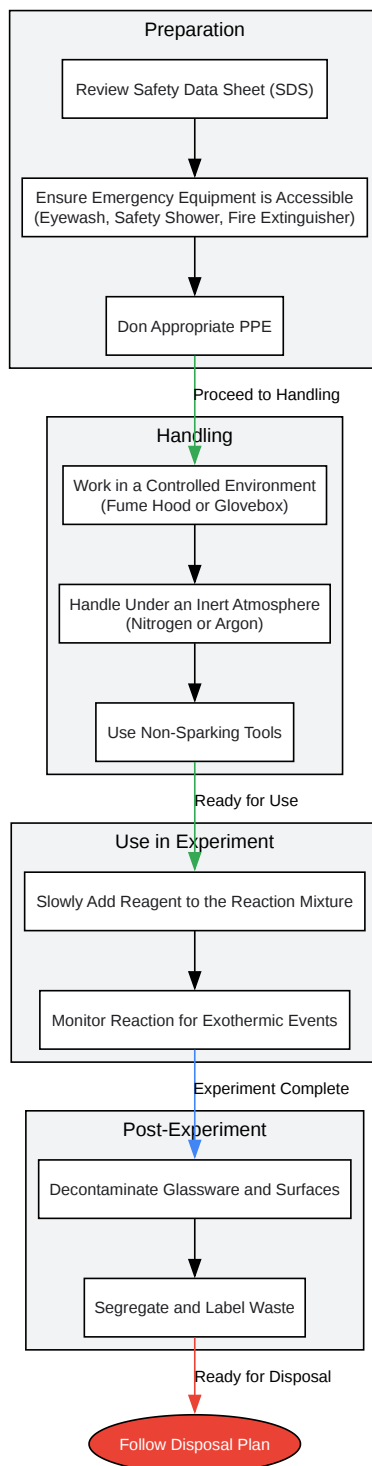 Preparation
Review Safety Data Sheet (SDS)
Ensure Emergency Equipment is Accessible
(Eyewash, Safety Shower, Fire Extinguisher)
Don Appropriate PPE
Proceed to Handling
Handling
Work in a Controlled Environment
(Fume Hood or Glovebox)
Handle Under an Inert Atmosphere
(Nitrogen or Argon)
Use Non-Sparking Tools
Ready for Use
Use in Experiment
Slowly Add Reagent to the Reaction Mixture
Monitor Reaction for Exothermic Events
Experiment Complete
Post-Experiment
Decontaminate Glassware and Surfaces
Segregate and Label Waste
Ready for Disposal
Follow Disposal Plan